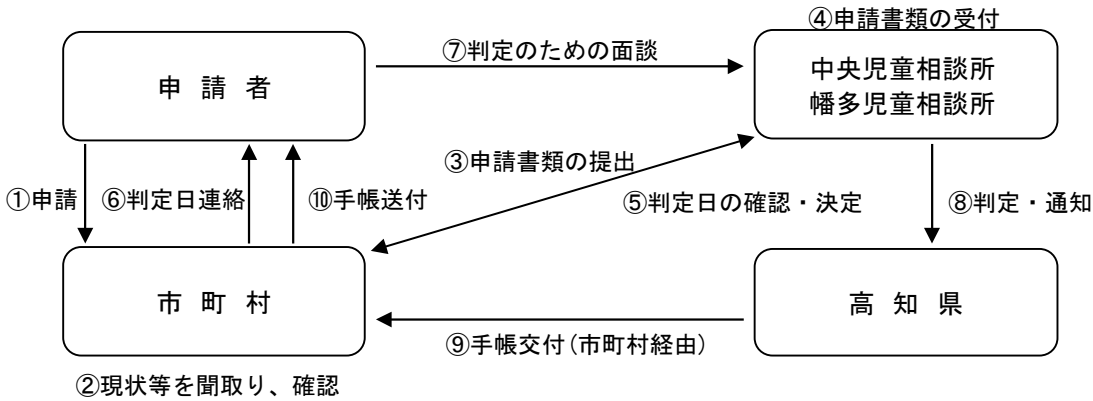 ④申請書類の受付
⑦判定のための面談
申 請 者
中央児童相談所
幡多児童相談所
③申請書類の提出
①申請
⑥判定日連絡
⑩手帳送付
⑤判定日の確認・決定
⑧判定・通知
市 町 村
高 知 県
⑨手帳交付(市町村経由)
②現状等を聞取り、確認